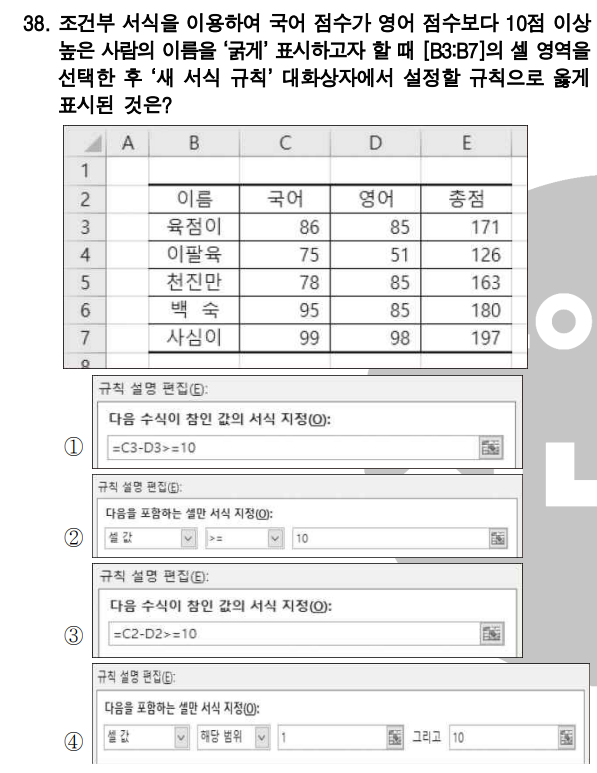 38. 조건부 서식을 이용하여 국어 점수가 영어 점수보다 10점 이상
높은 사람의 이름을 ‘굵게’ 표시하고자 할 때 [B3:B7]의 셀 영역을
선택한 후 ‘새 서식 규칙’ 대화상자에서 설정할 규칙으로 옳게
표시된 것은?
A B C D E
1
2 이름 국어 영어 총점
3 육점이 86 85 171
4 이팔육 75 51 126
5 천진만 78 85 163
6 백 숙 95 85 180
7 사심이 99 98 197
8
규칙 설명 편집(E):
다음 수식이 참인 값의 서식 지정(O):
① =C3-D3>=10
규칙 설명 편집(E):
다음을 포함하는 셀만 서식 지정(O):
② 셀 값 >= 10
규칙 설명 편집(E):
다음 수식이 참인 값의 서식 지정(O):
③ =C2-D2>=10
규칙 설명 편집(E):
다음을 포함하는 셀만 서식 지정(O):
④ 셀 값 해당 범위 1 그리고 10